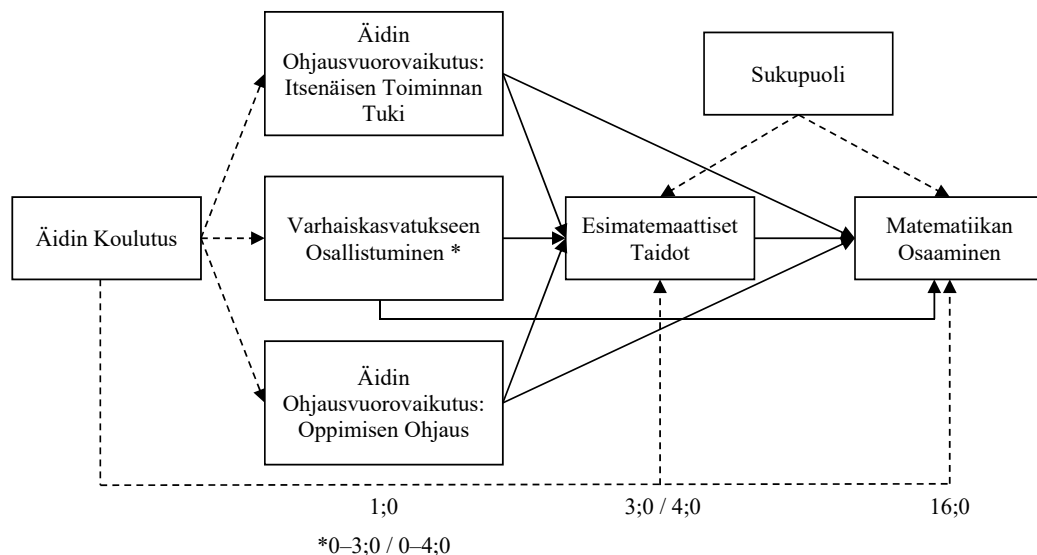 Äidin
Ohjausvuorovaikutus:
Itsenäisen Toiminnan
Tuki
Sukupuoli
Äidin Koulutus
Varhaiskasvatukseen
Osallistuminen *
Esimatemaattiset
Taidot
Matematiikan
Osaaminen
Äidin
Ohjausvuorovaikutus:
Oppimisen Ohjaus
1;0
3;0 / 4;0
16;0
*0–3;0 / 0–4;0